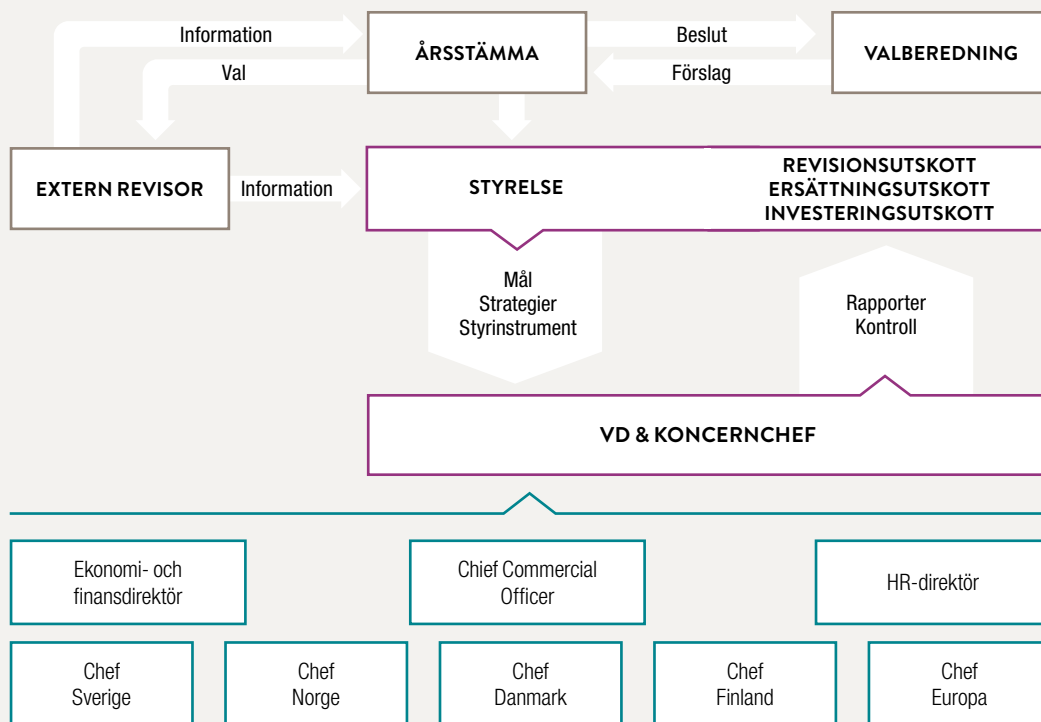 Information
Val
ÅRSSTÄMMA
Beslut
Förslag
VALBEREDNING
EXTERN REVISOR
Information
STYRELSE
REVISIONSUTSKOTT
ERSÄTTNINGSUTSKOTT
INVESTERINGSUTSKOTT
Mål
Strategier
Styrinstrument
Rapporter
Kontroll
VD & KONCERNCHEF
Ekonomi- och
finansdirektör
Chief Commercial
Officer
HR-direktör
Chef
Sverige
Chef
Norge
Chef
Danmark
Chef
Finland
Chef
Europa